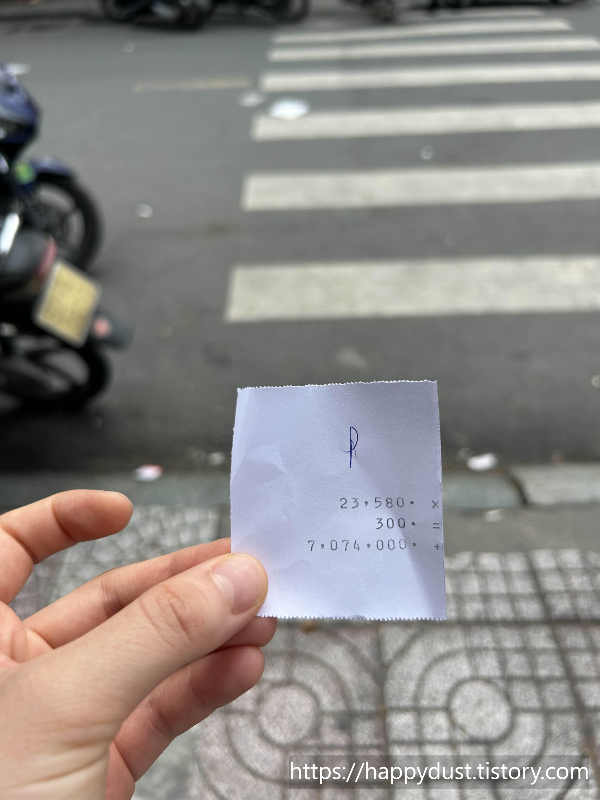 23,580. ×
300. =
7,074,000. +
https://happydust.tistory.com